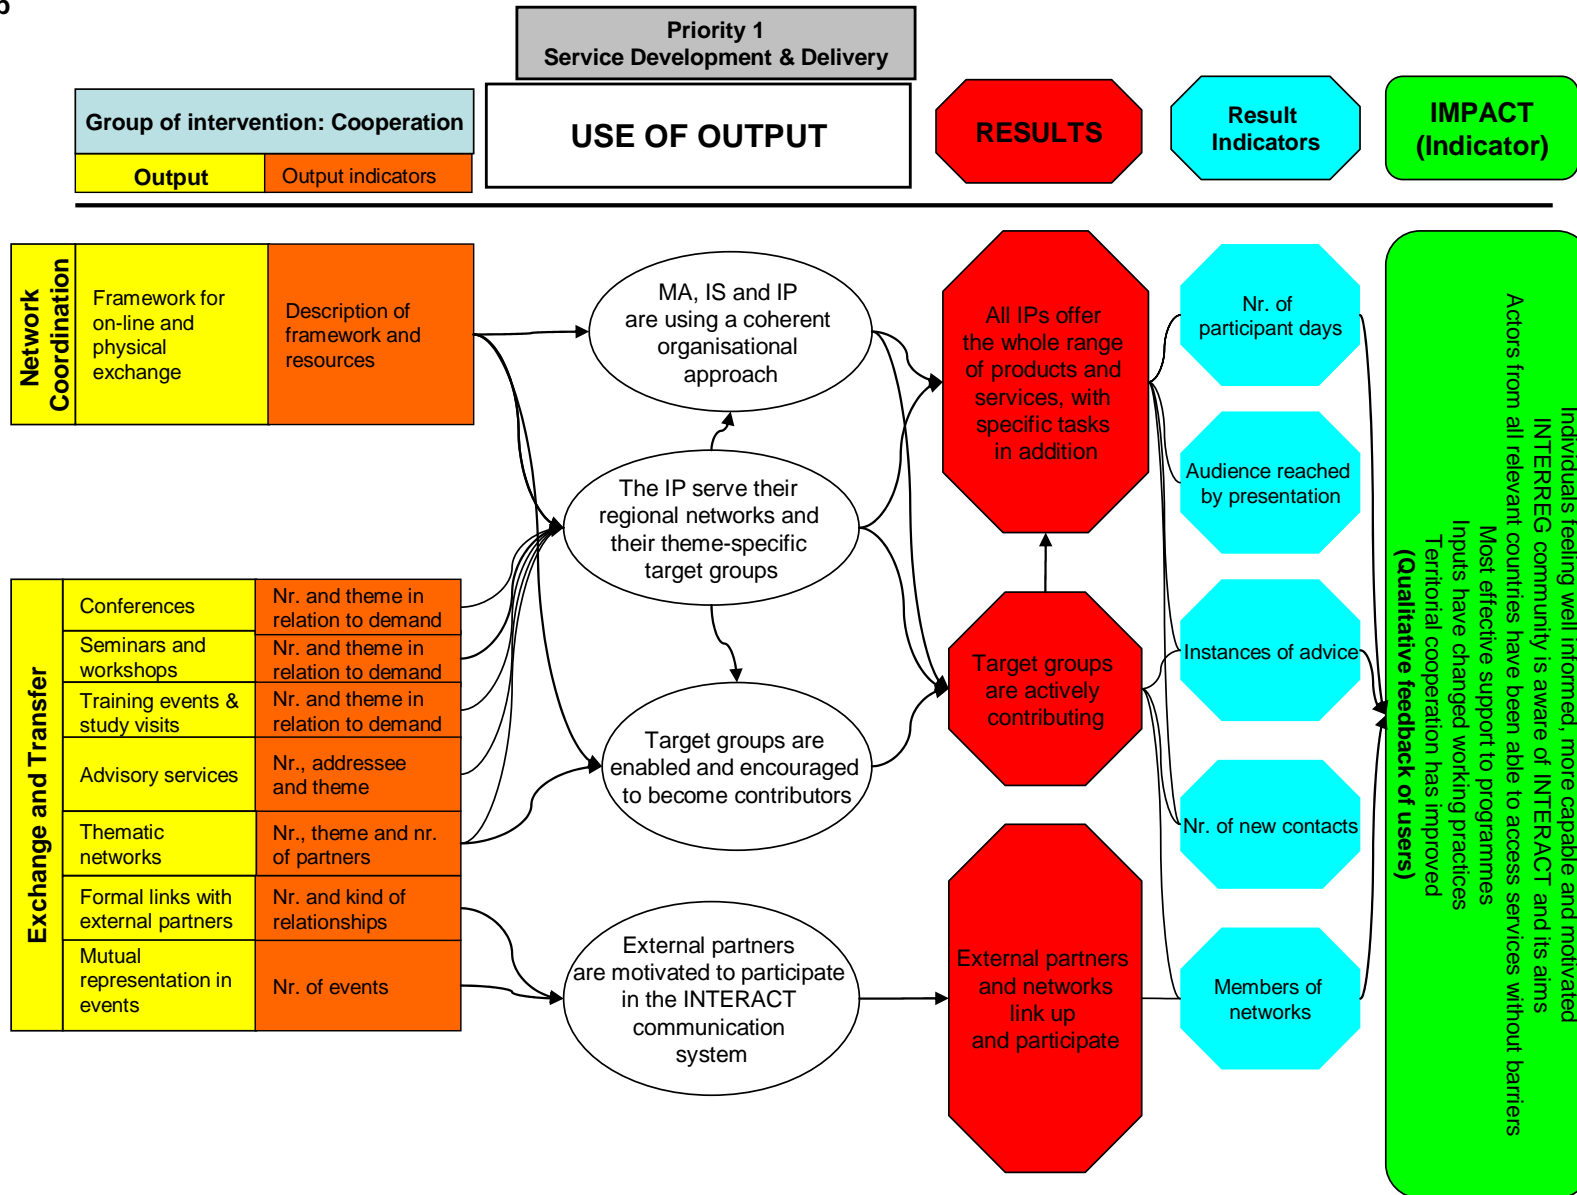 Priority 1
Service Development & Delivery
Group of intervention: Cooperation
Output
Output indicators
USE OF OUTPUT
RESULTS
Result
Indicators
IMPACT
(Indicator)
Network
Coordination
Framework for
on-line and
physical
exchange
Description of
framework and
resources
MA, IS and IP
are using a coherent
organisational
approach
The IP serve their
regional networks and
their theme-specific
target groups
Target groups are
enabled and encouraged
to become contributors
External partners
are motivated to participate
in the INTERACT
communication
system
Exchange and Transfer
Conferences
Nr. and theme in
relation to demand
Seminars and
workshops
Nr. and theme in
relation to demand
Training events &
study visits
Nr. and theme in
relation to demand
Advisory services
Nr., addressee
and theme
Thematic
networks
Nr., theme and nr.
of partners
Formal links with
external partners
Nr. and kind of
relationships
Mutual
representation in
events
Nr. of events
All IPs offer
the whole range
of products and
services, with
specific tasks
in addition
Target groups
are actively
contributing
External partners
and networks
link up
and participate
Nr. of
participant days
Audience reached
by presentation
Instances of advice
Nr. of new contacts
Members of
networks
Individuals feeling well informed, more capable and motivated
INTERREG community is aware of INTERACT and its aims
Actors from all relevant countries have been able to access services without barriers
Most effective support to programmes
Inputs have changed working practices
Territorial cooperation has improved
(Qualitative feedback of users)